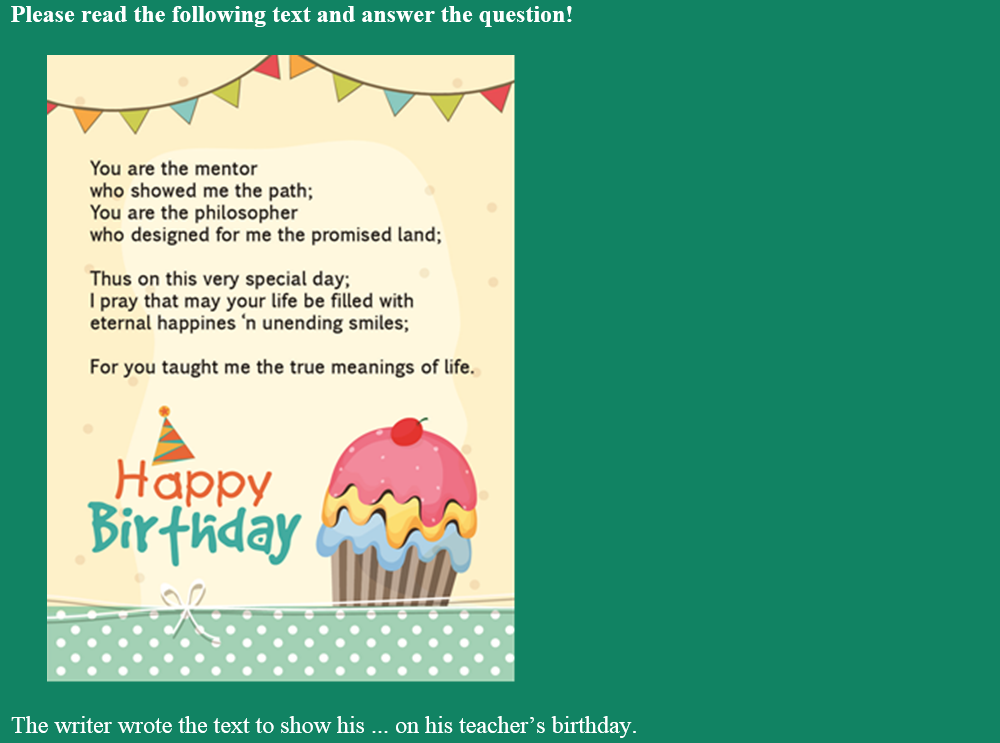 Please read the following text and answer the question!
You are the mentor
who showed me the path;
You are the philosopher
who designed for me the promised land;
Thus on this very special day;
I pray that may your life be filled with
eternal happines ‘n unending smiles;
For you taught me the true meanings of life.
Happy
Birthday
The writer wrote the text to show his ... on his teacher’s birthday.